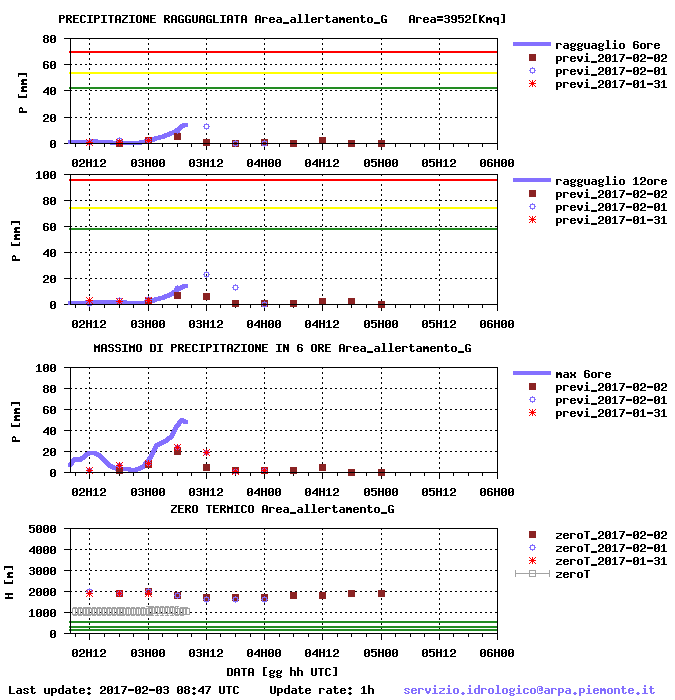 PRECIPITAZIONE RAGGUAGLIATA Area_allertamento_G Area=3952[Kmq]
80
60
40
20
0
P [mm]
02H12 03H00 03H12 04H00 04H12 05H00 05H12 06H00
ragguaglio 6ore
previ_2017-02-02
previ_2017-02-01
previ_2017-01-31
100
80
60
40
20
0
P [mm]
02H12 03H00 03H12 04H00 04H12 05H00 05H12 06H00
ragguaglio 12ore
previ_2017-02-02
previ_2017-02-01
previ_2017-01-31
MASSIMO DI PRECIPITAZIONE IN 6 ORE Area_allertamento_G
100
80
60
40
20
0
P [mm]
02H12 03H00 03H12 04H00 04H12 05H00 05H12 06H00
max 6ore
previ_2017-02-02
previ_2017-02-01
previ_2017-01-31
ZERO TERMICO Area_allertamento_G
5000
4000
3000
2000
1000
0
H [m]
02H12 03H00 03H12 04H00 04H12 05H00 05H12 06H00
zeroT_2017-02-02
zeroT_2017-02-01
zeroT_2017-01-31
zeroT
DATA [gg hh UTC]
Last update: 2017-02-03 08:47 UTC Update rate: 1h servizio.idrologico@arpa.piemonte.it